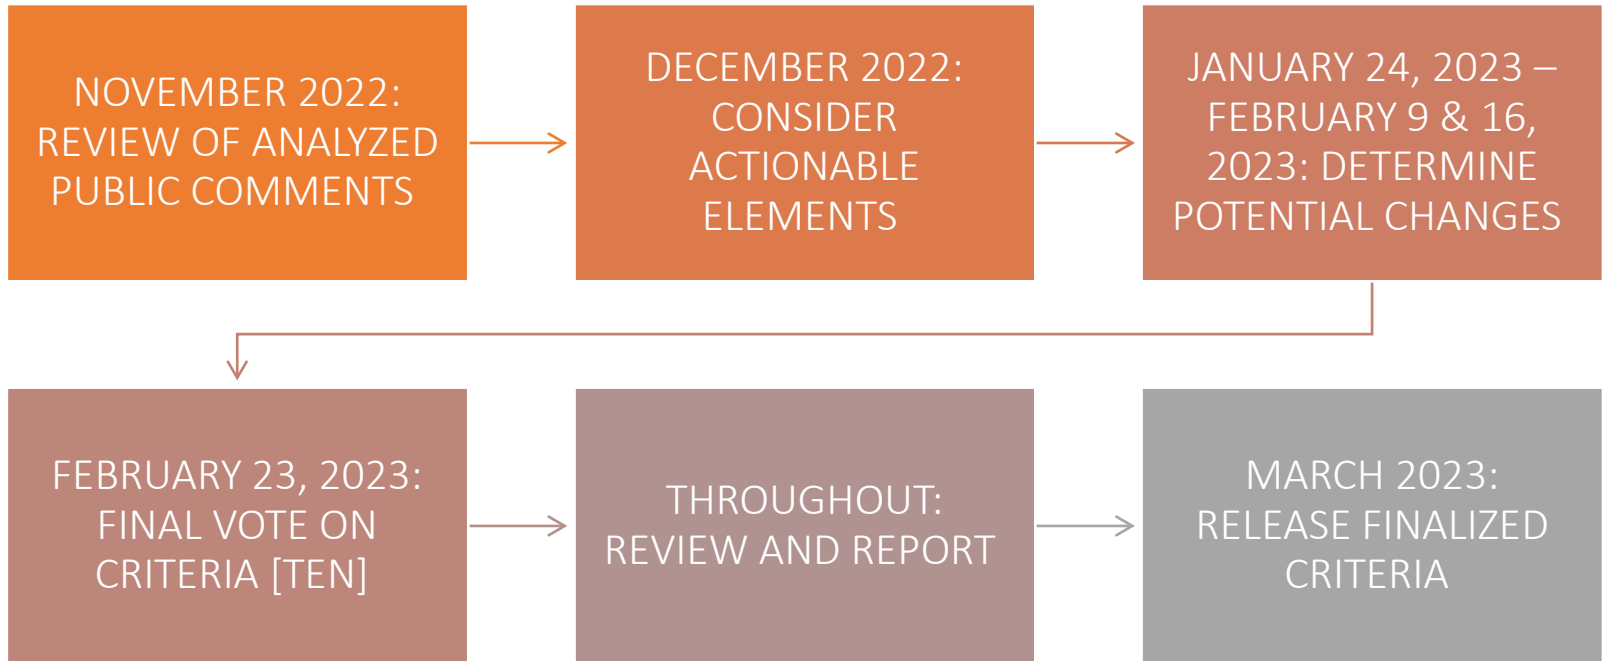 NOVEMBER 2022:
REVIEW OF ANALYZED
PUBLIC COMMENTS
DECEMBER 2022:
CONSIDER
ACTIONABLE
ELEMENTS
JANUARY 24, 2023 –
FEBRUARY 9 & 16,
2023: DETERMINE
POTENTIAL CHANGES
FEBRUARY 23, 2023:
FINAL VOTE ON
CRITERIA [TEN]
THROUGHOUT:
REVIEW AND REPORT
MARCH 2023:
RELEASE FINALIZED
CRITERIA